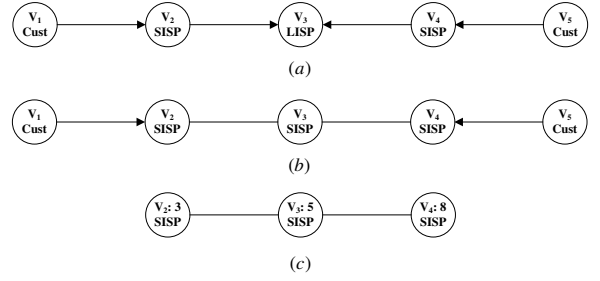 V₁ Cust
V₂ SISP
V₃ LISP
V₄ SISP
V₅ Cust
(a)
V₁ Cust
V₂ SISP
V₃ SISP
V₄ SISP
V₅ Cust
(b)
V₂: 3 SISP
V₃: 5 SISP
V₄: 8 SISP
(c)